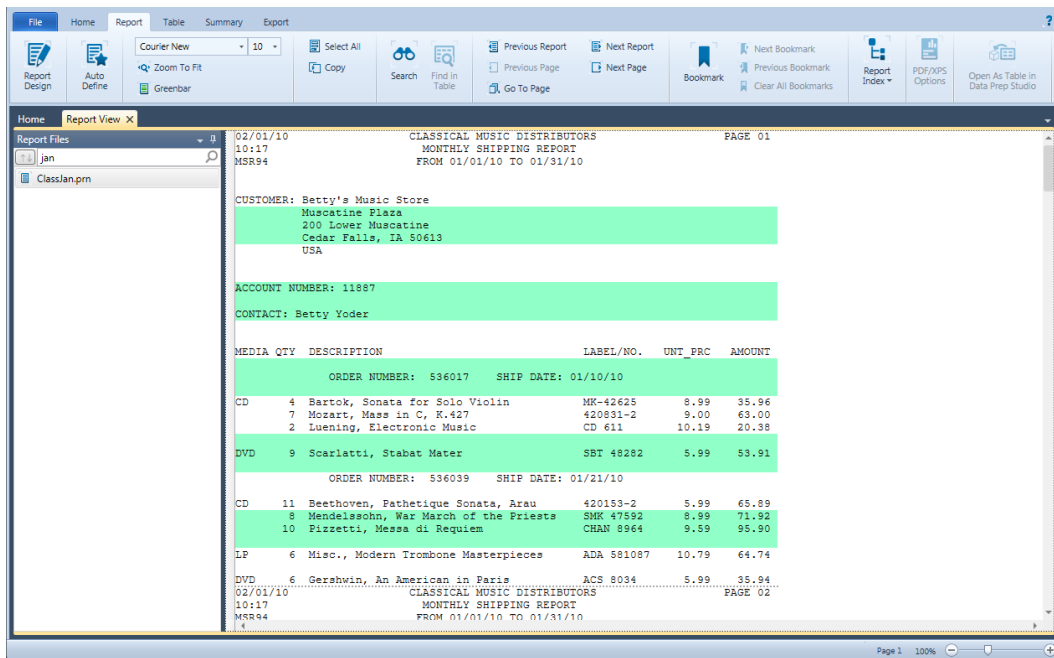 File Home Report Table Summary Export ?
Courier New 10 Select All Previous Report Next Report Next Bookmark
Zoom To Fit Copy Previous Page Next Page Previous Bookmark
Greenbar Go To Page Clear All Bookmarks
Report Design
Auto Define
Search
Find in Table
Bookmark
Report Index
PDF/XPS Options
Open As Table in Data Prep Studio
Home Report View X
Report Files
jan
ClassJan.prn
02/01/10 CLASSICAL MUSIC DISTRIBUTORS PAGE 01
10:17 MONTHLY SHIPPING REPORT
MSR94 FROM 01/01/10 TO 01/31/10
CUSTOMER: Betty's Music Store
Muscatine Plaza
200 Lower Muscatine
Cedar Falls, IA 50613
USA
ACCOUNT NUMBER: 11887
CONTACT: Betty Yoder
MEDIA QTY DESCRIPTION LABEL/NO. UNT_PRC AMOUNT
ORDER NUMBER: 536017 SHIP DATE: 01/10/10
CD 4 Bartok, Sonata for Solo Violin MK-42625 8.99 35.96
7 Mozart, Mass in C, K.427 420831-2 9.00 63.00
2 Luening, Electronic Music CD 611 10.19 20.38
DVD 9 Scarlatti, Stabat Mater SBT 48282 5.99 53.91
ORDER NUMBER: 536039 SHIP DATE: 01/21/10
CD 11 Beethoven, Pathetique Sonata, Arau 420153-2 5.99 65.89
8 Mendelssohn, War March of the Priests SMK 47592 8.99 71.92
10 Pizzetti, Messa di Requiem CHAN 8964 9.59 95.90
LP 6 Misc., Modern Trombone Masterpieces ADA 581087 10.79 64.74
DVD 6 Gershwin, An American in Paris ACS 8034 5.99 35.94
02/01/10 CLASSICAL MUSIC DISTRIBUTORS PAGE 02
10:17 MONTHLY SHIPPING REPORT
MSR94 FROM 01/01/10 TO 01/31/10
Page 1 100%